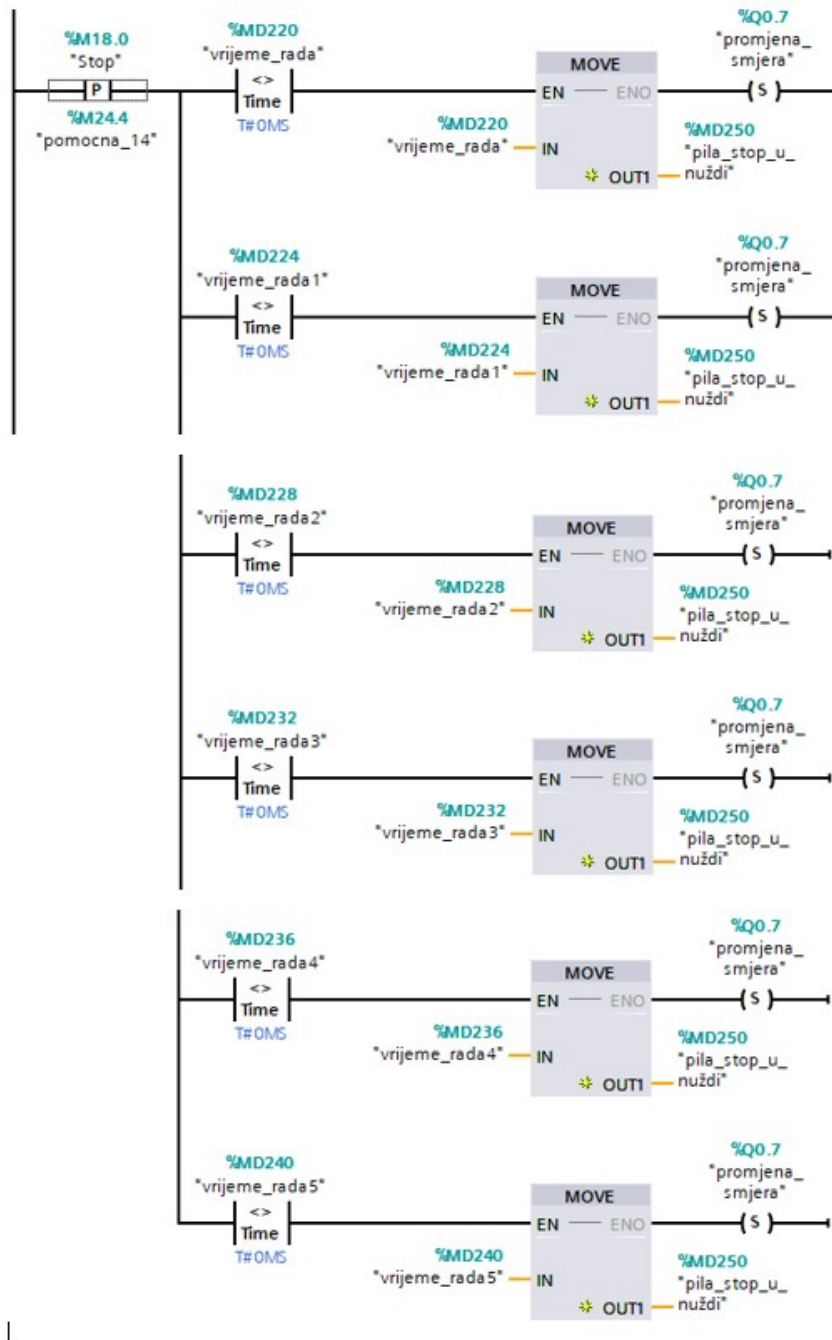 %M18.0
"Stop"
P
%M24.4
"pomocna_14"
%MD220
"vrijeme_rada"
<>
Time
T#0MS
MOVE
EN
ENO
%MD220
"vrijeme_rada"
IN
OUT1
%Q0.7
"promjena_
smjera"
S
%MD250
"pila_stop_u_
nuždi"
%MD224
"vrijeme_rada1"
<>
Time
T#0MS
MOVE
EN
ENO
%MD224
"vrijeme_rada1"
IN
OUT1
%Q0.7
"promjena_
smjera"
S
%MD250
"pila_stop_u_
nuždi"
%MD228
"vrijeme_rada2"
<>
Time
T#0MS
MOVE
EN
ENO
%MD228
"vrijeme_rada2"
IN
OUT1
%Q0.7
"promjena_
smjera"
S
%MD250
"pila_stop_u_
nuždi"
%MD232
"vrijeme_rada3"
<>
Time
T#0MS
MOVE
EN
ENO
%MD232
"vrijeme_rada3"
IN
OUT1
%Q0.7
"promjena_
smjera"
S
%MD250
"pila_stop_u_
nuždi"
%MD236
"vrijeme_rada4"
<>
Time
T#0MS
MOVE
EN
ENO
%MD236
"vrijeme_rada4"
IN
OUT1
%Q0.7
"promjena_
smjera"
S
%MD250
"pila_stop_u_
nuždi"
%MD240
"vrijeme_rada5"
<>
Time
T#0MS
MOVE
EN
ENO
%MD240
"vrijeme_rada5"
IN
OUT1
%Q0.7
"promjena_
smjera"
S
%MD250
"pila_stop_u_
nuždi"